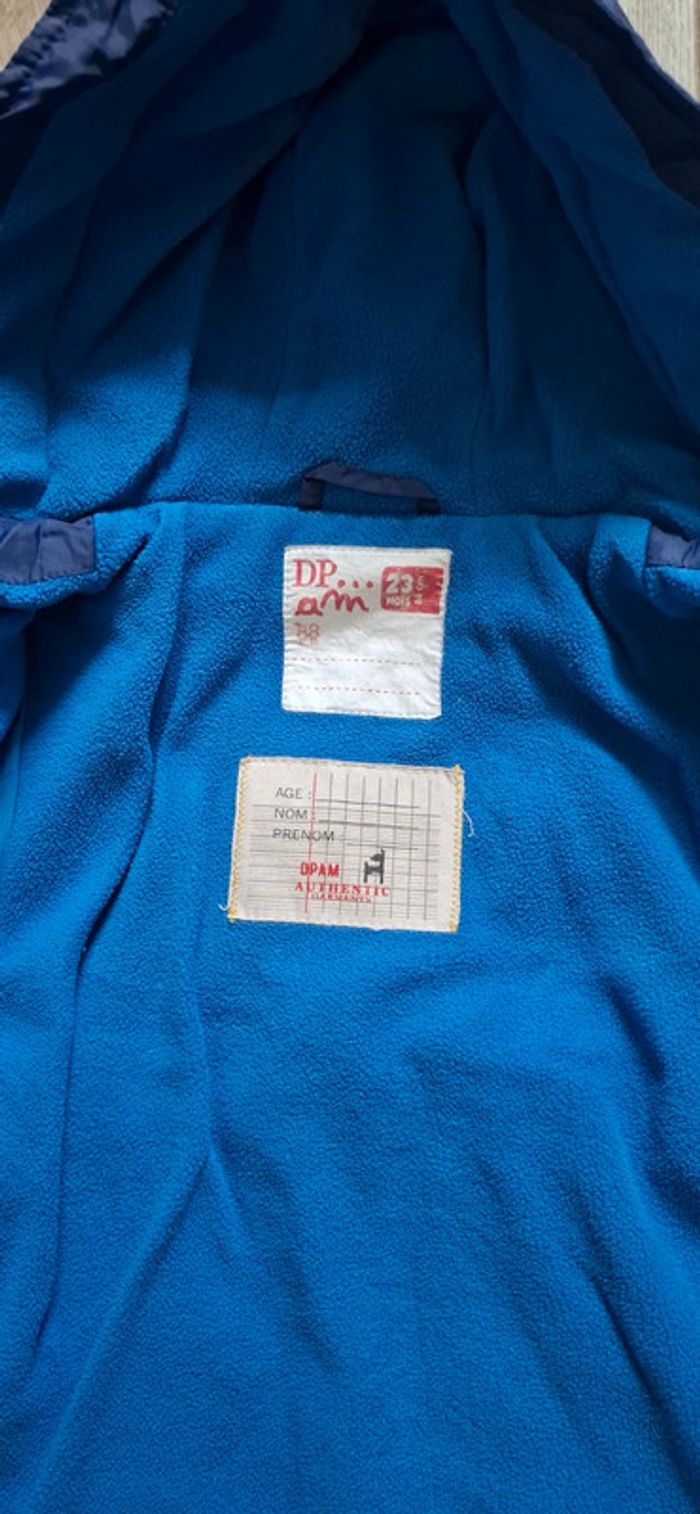 DP...
am
23
MOIS
AGE :
NOM :
PRENOM :
DPAM
AUTHENTIC
GARMENTS